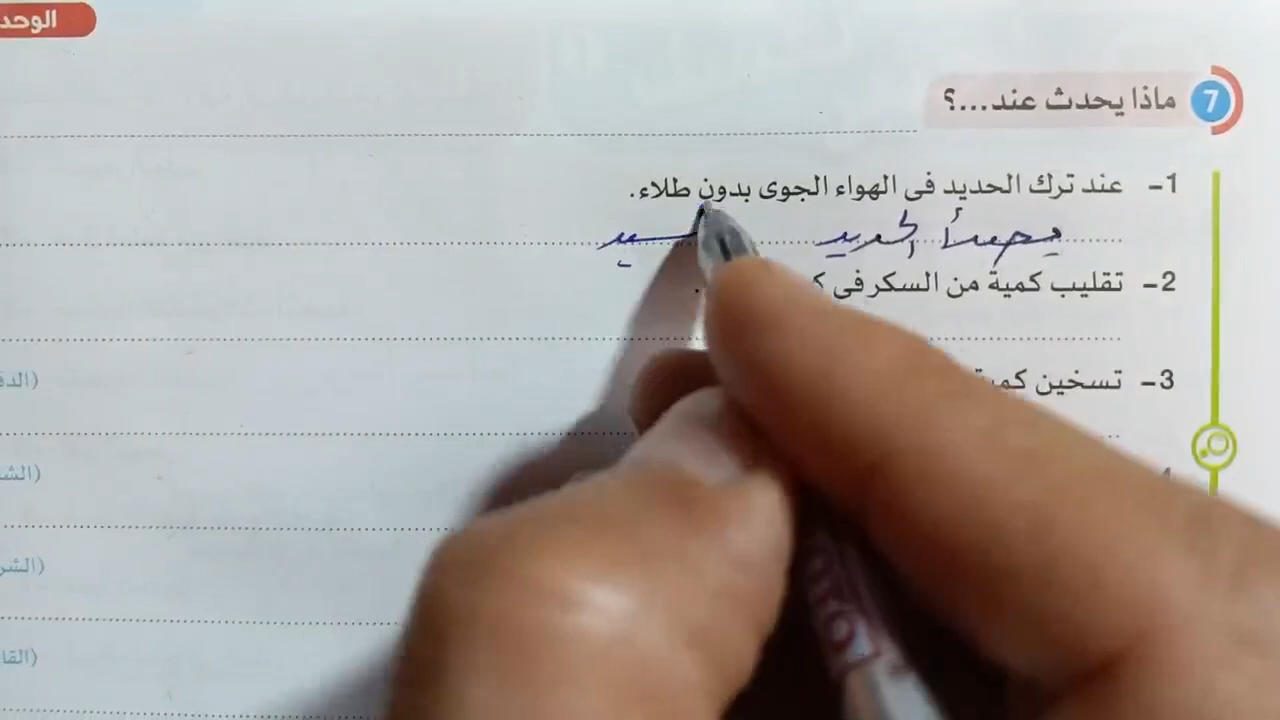 الوحد
7 ماذا يحدث عند...؟
1- عند ترك الحديد فى الهواء الجوى بدون طلاء.
يصدأ الحديد
2- تقليب كمية من السكر فى
3- تسخين كمية
(الدف
(الش
(الشر
(القا